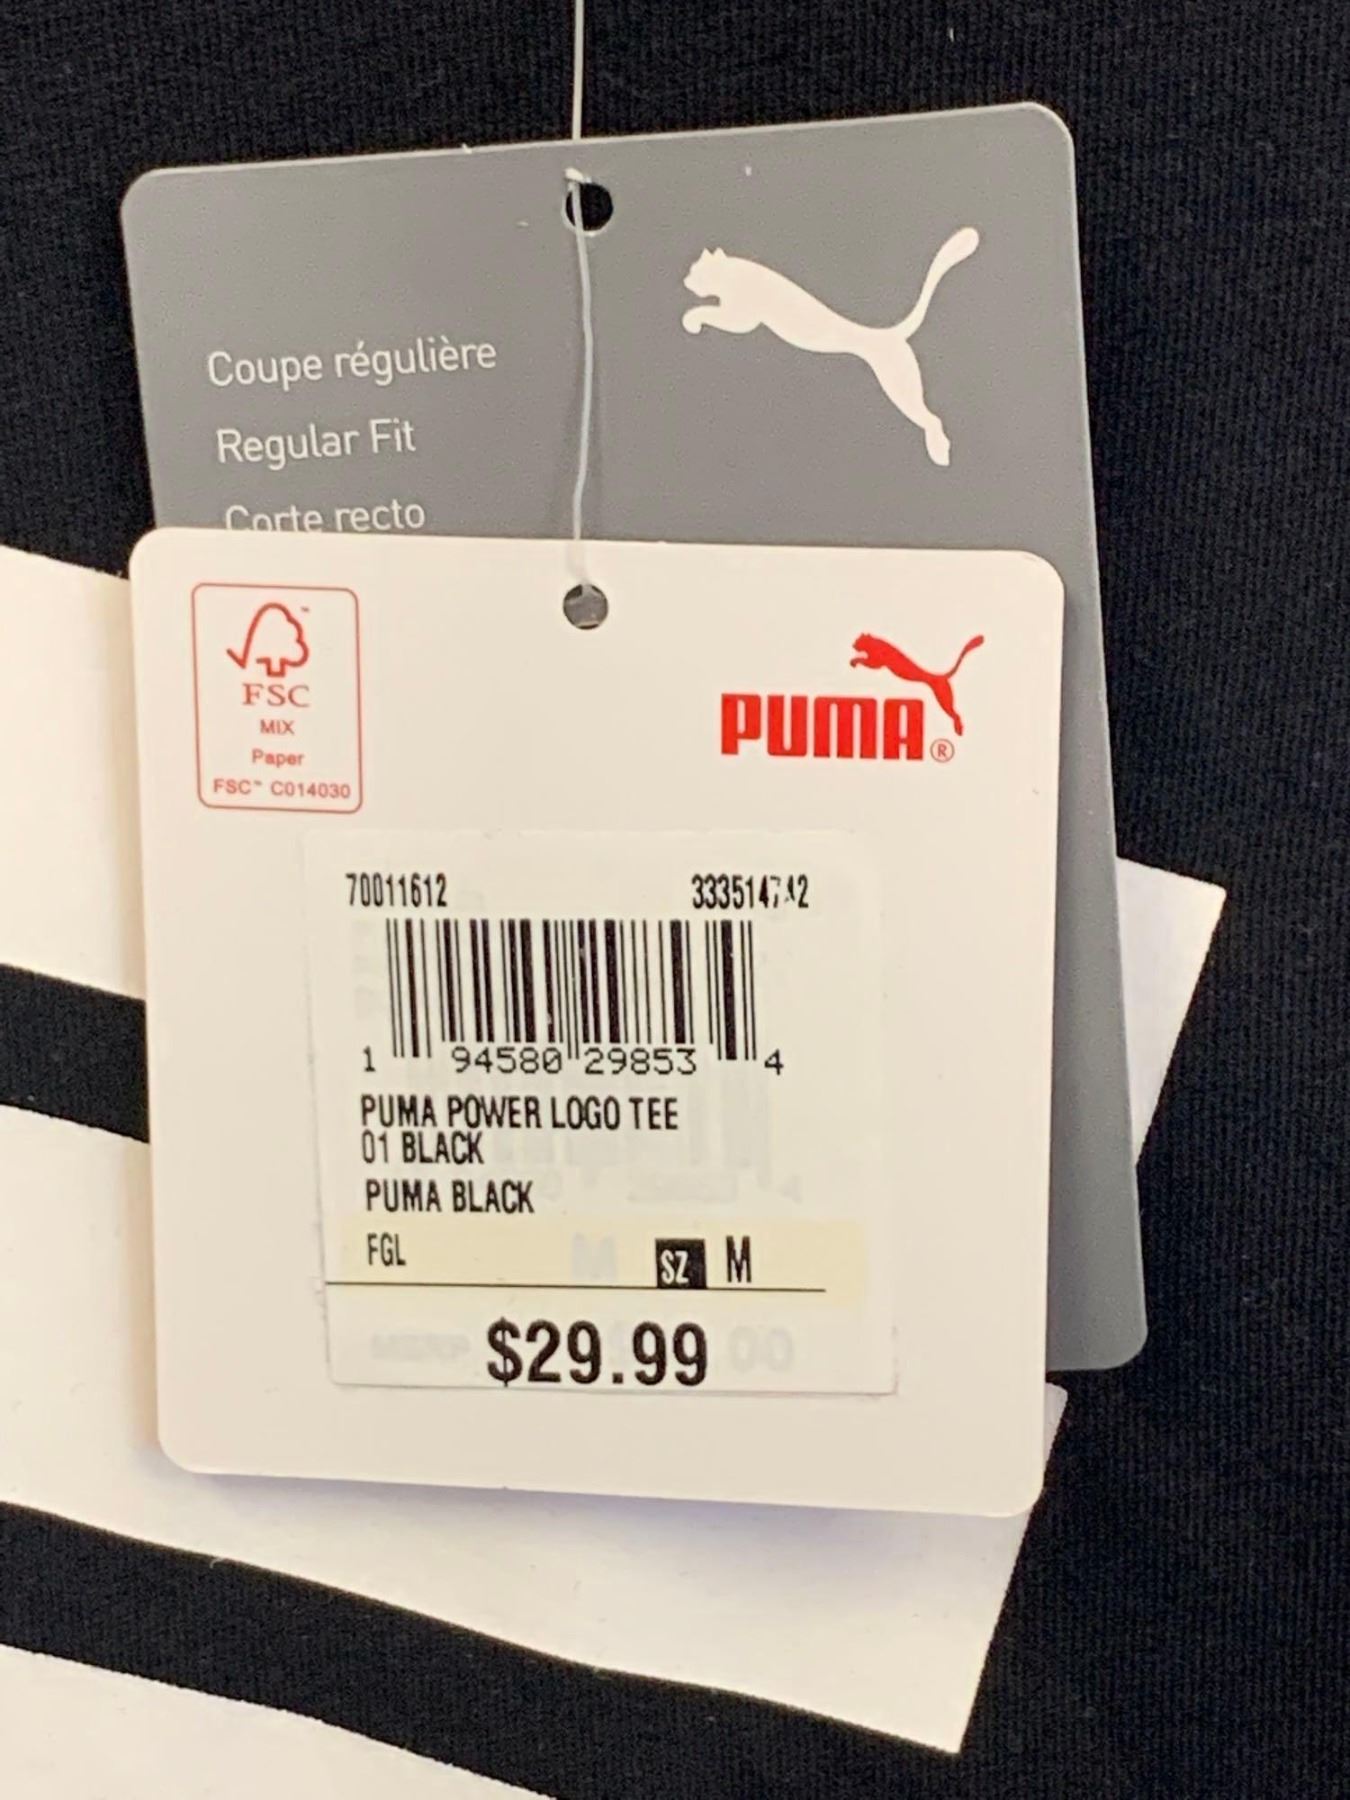 Coupe régulière
Regular Fit
Corte recto
FSC
MIX
Paper
FSC™ C014030
PUMA®
70011612
1 94580 29853 4
PUMA POWER LOGO TEE
01 BLACK
PUMA BLACK
FGL SZ M
$29.99